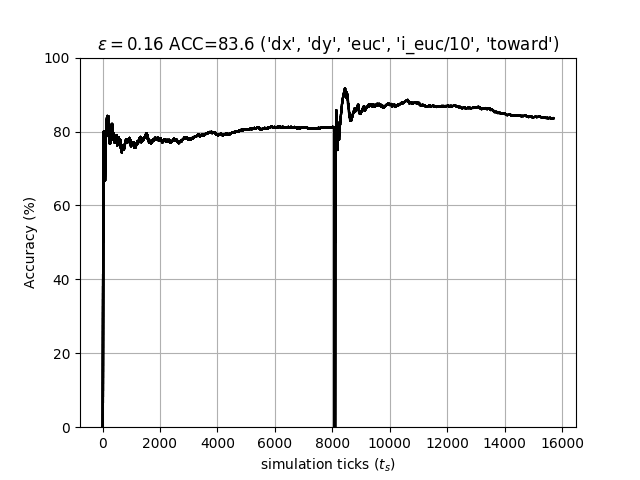 ε = 0.16 ACC=83.6 ('dx', 'dy', 'euc', 'i_euc/10', 'toward')
100
80
60
40
20
0
Accuracy (%)
0 2000 4000 6000 8000 10000 12000 14000 16000
simulation ticks (tₛ)